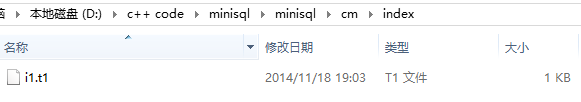 脑 ▸ 本地磁盘 (D:) ▸ c++ code ▸ minisql ▸ minisql ▸ cm ▸ index
名称 修改日期 类型 大小
i1.t1 2014/11/18 19:03 T1 文件 1 KB